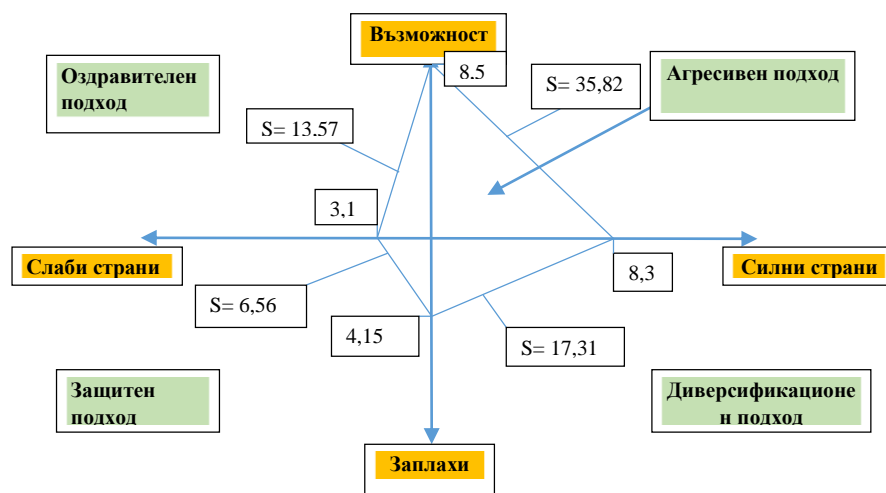 Възможност
8.5
Оздравителен
подход
S= 35,82
Агресивен подход
S= 13.57
3,1
Слаби страни
Силни страни
8,3
S= 6,56
4,15
S= 17,31
Защитен
подход
Диверсификационе
н подход
Заплахи